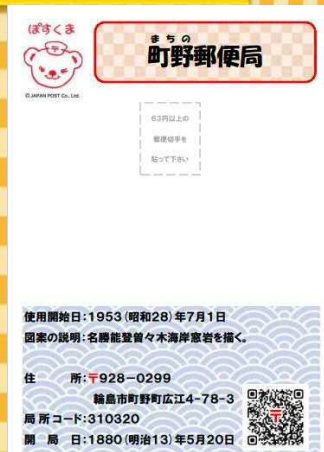 ぽすくま
© JAPAN POST Co., Ltd.
まちの
町野郵便局
63円以上の
郵便切手を
貼って下さい
使用開始日:1953(昭和28)年7月1日
図案の説明:名勝能登曽々木海岸窓岩を描く。
住 所:〒928-0299
輪島市町野町広江4-78-3
局所コード:310320
開 局 日:1880(明治13)年5月20日
〒